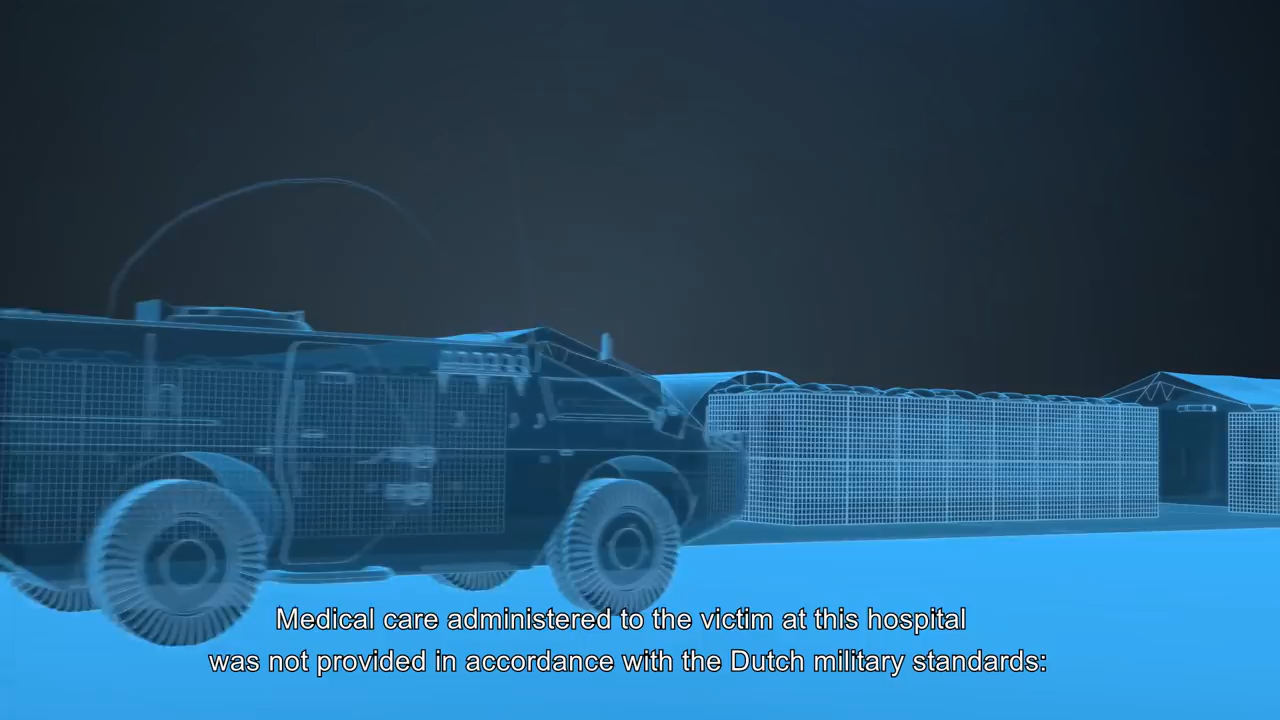 Medical care administered to the victim at this hospital
was not provided in accordance with the Dutch military standards: